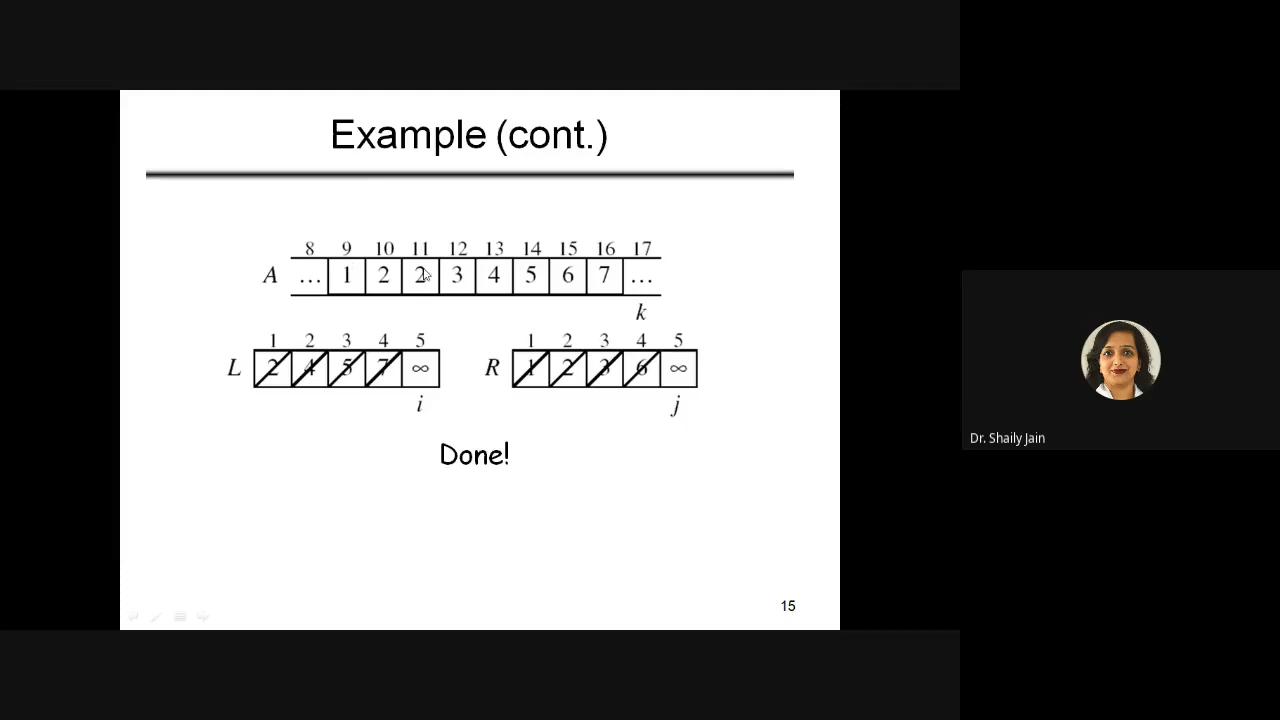 Example (cont.)
8 9 10 11 12 13 14 15 16 17
A … 1 2 2 3 4 5 6 7 …
k
1 2 3 4 5 1 2 3 4 5
L 2 4 5 7 ∞ R 1 2 3 6 ∞
i j
Done!
15
Dr. Shaily Jain